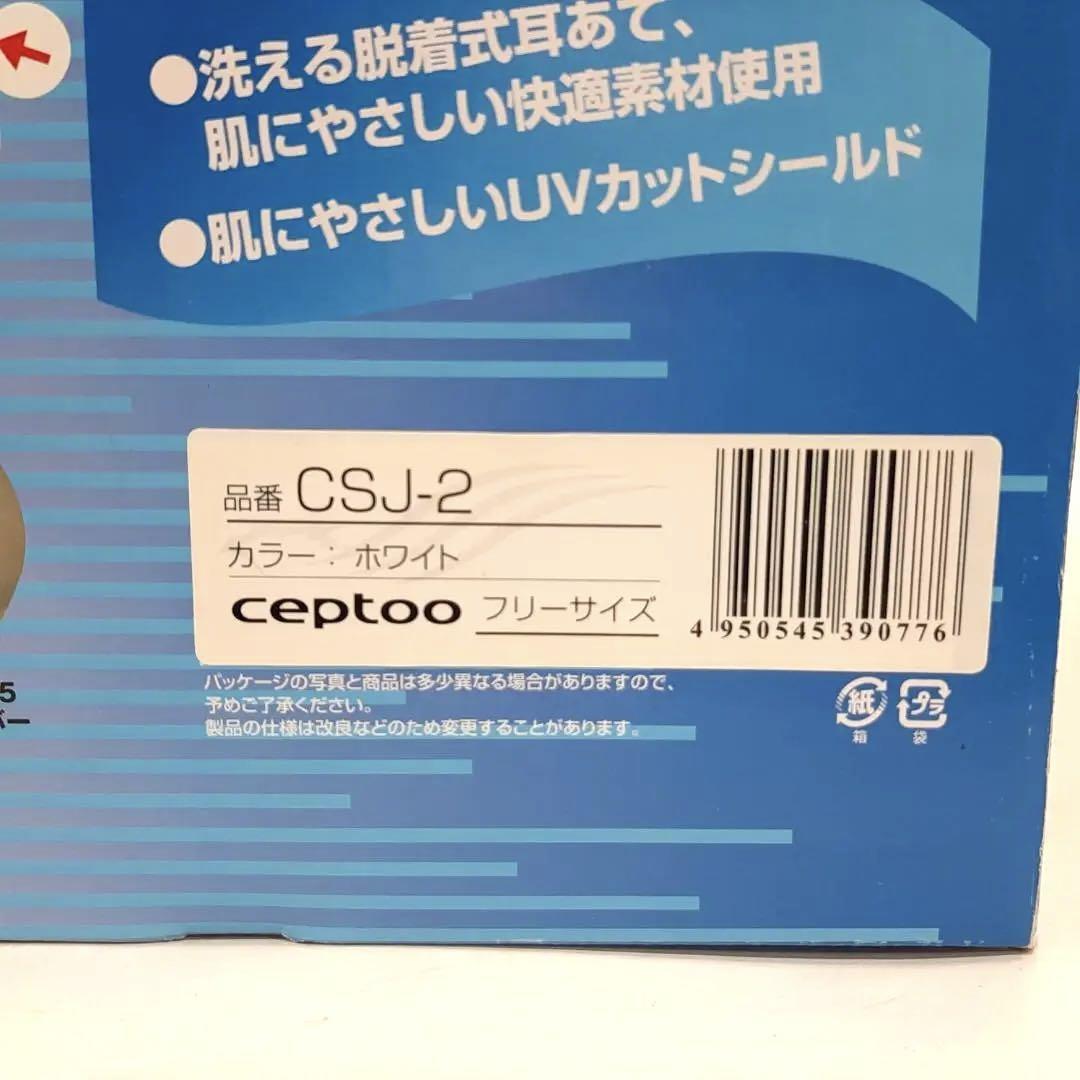 ●洗える脱着式耳あて、
肌にやさしい快適素材使用
●肌にやさしいUVカットシールド
品番 CSJ-2
カラー：ホワイト
ceptoo フリーサイズ
4 950545 390776
パッケージの写真と商品は多少異なる場合がありますので、
予めご了承ください。
製品の仕様は改良などのため変更することがあります。
紙 プラ
箱 袋
5
バー